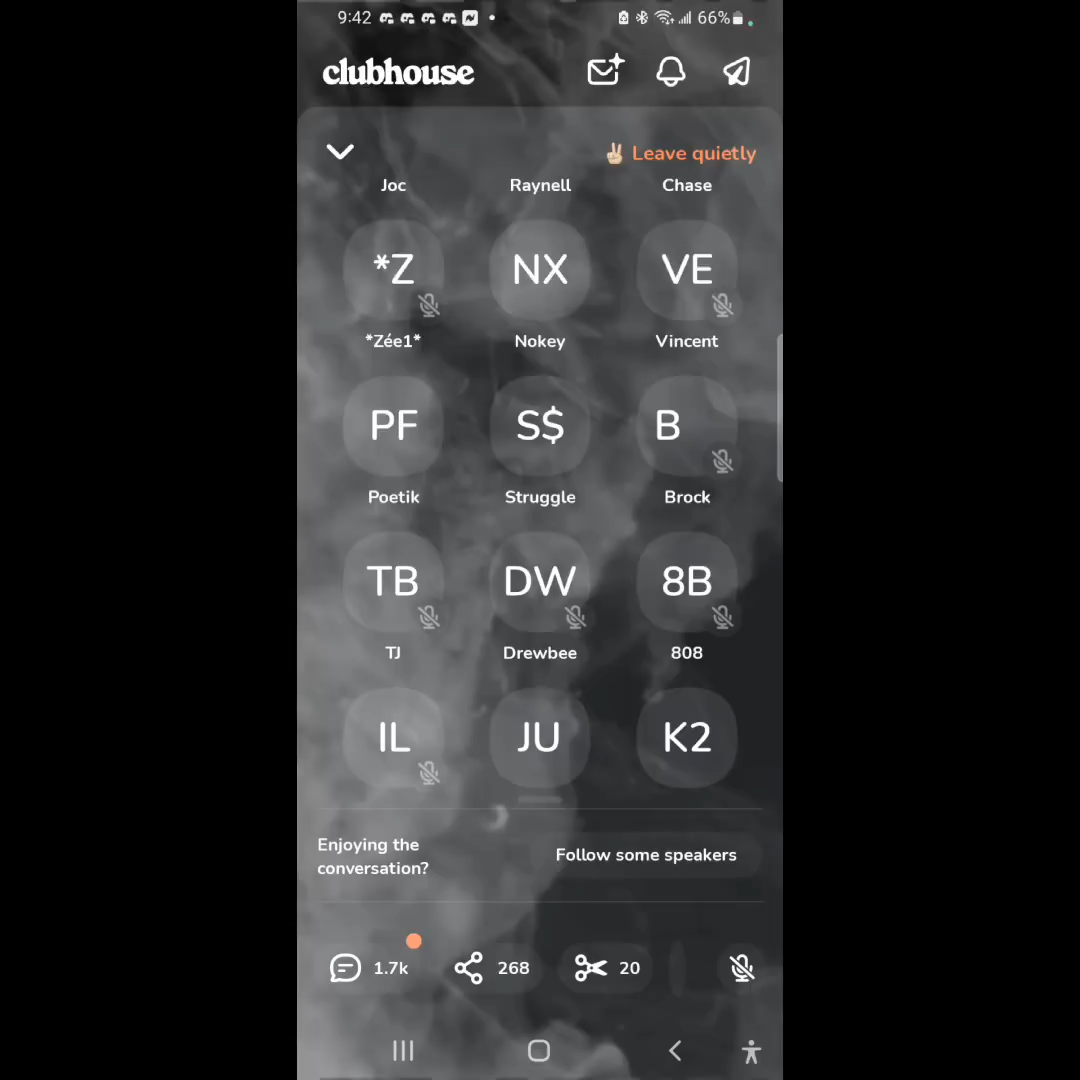 9:42 66%
clubhouse
✌🏻 Leave quietly
Joc Raynell Chase
*Z NX VE
*Zée1* Nokey Vincent
PF S$ B
Poetik Struggle Brock
TB DW 8B
TJ Drewbee 808
IL JU K2
Enjoying the
conversation?
Follow some speakers
1.7k 268 20